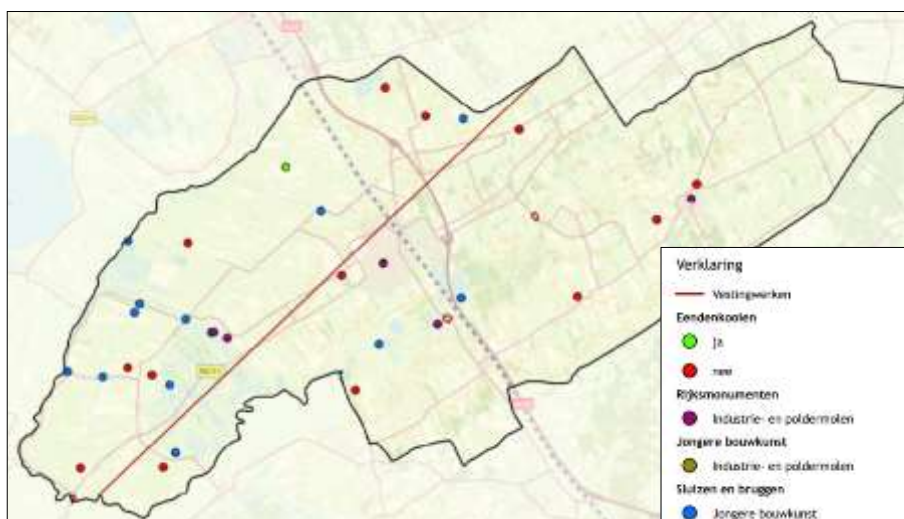 Verklaring
Vestingwerken
Eendenkooien
ja
nee
Rijksmonumenten
Industrie- en poldermolen
Jongere bouwkunst
Industrie- en poldermolen
Sluizen en bruggen
Jongere bouwkunst